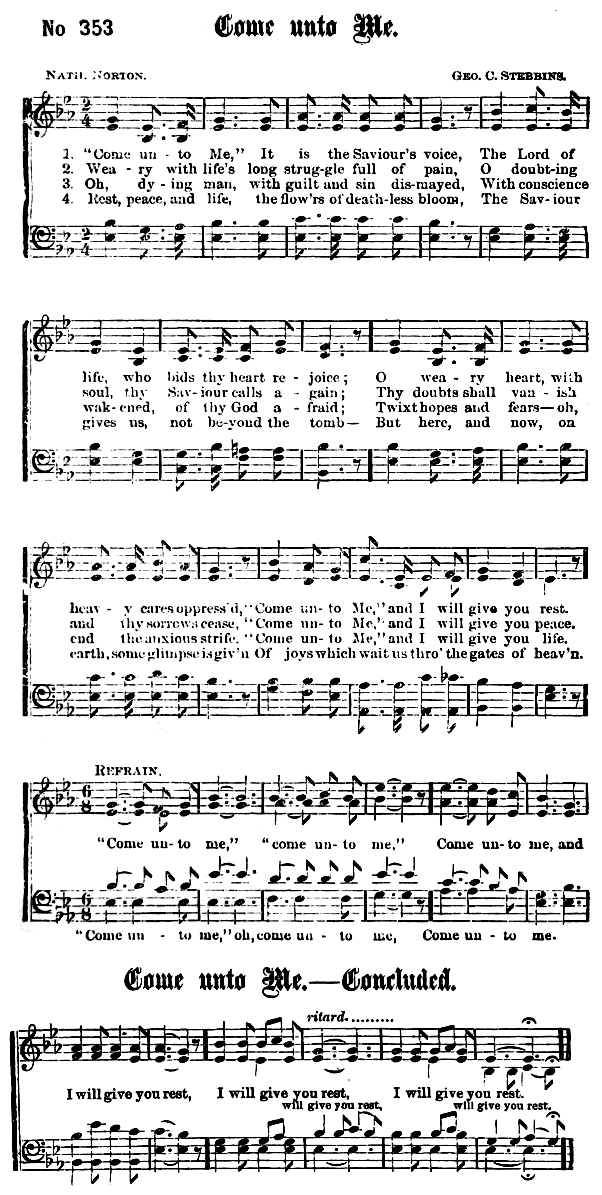 No 353 Come unto Me.
NATH. NORTON. GEO. C. STEBBINS.
2 4
1. "Come un - to Me," It is the Saviour's voice, The Lord of
2. Wea - ry with life's long strug-gle full of pain, O doubt-ing
3. Oh, dy - ing man, with guilt and sin dis-mayed, With conscience
4. Rest, peace, and life, the flow'rs of death-less bloom, The Sav-iour
2 4
life, who bids thy heart re - joice; O wea - ry heart, with
soul, thy Sav-iour calls a - gain; Thy doubts shall van - ish
wak-ened, of thy God a - fraid; Twixt hopes and fears—oh,
gives us, not be-yond the tomb— But here, and now, on
heav - y cares oppress'd, "Come un- to Me," and I will give you rest.
and thy sorrows cease, "Come un- to Me," and I will give you peace.
end the anxious strife. "Come un- to Me," and I will give you life.
earth, some glimpse is giv'n Of joys which wait us thro' the gates of heav'n.
REFRAIN.
6 8
"Come un-to me," "come un-to me," Come un-to me, and
6 8
"Come un - to me," oh, come un - to me, Come un - to me.
Come unto Me.—Concluded.
ritard..........
I will give you rest, I will give you rest, I will give you rest.
will give you rest, will give you rest.